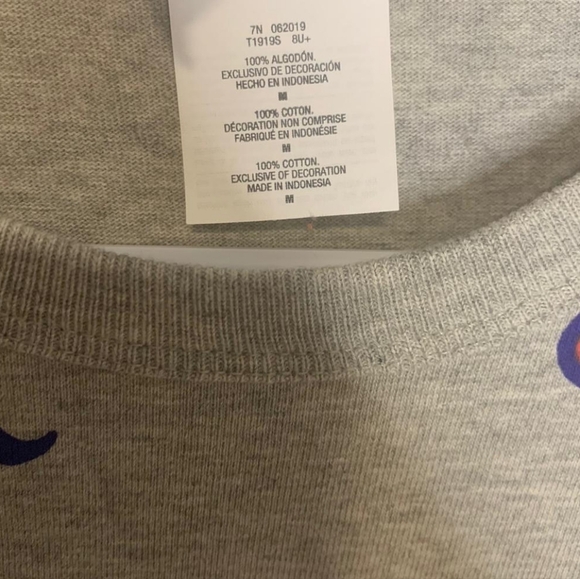 7N 062019
T1919S 8U+
100% ALGODÓN.
EXCLUSIVO DE DECORACIÓN
HECHO EN INDONESIA
M
100% COTON.
DÉCORATION NON COMPRISE
FABRIQUÉ EN INDONÉSIE
M
100% COTTON.
EXCLUSIVE OF DECORATION
MADE IN INDONESIA
M